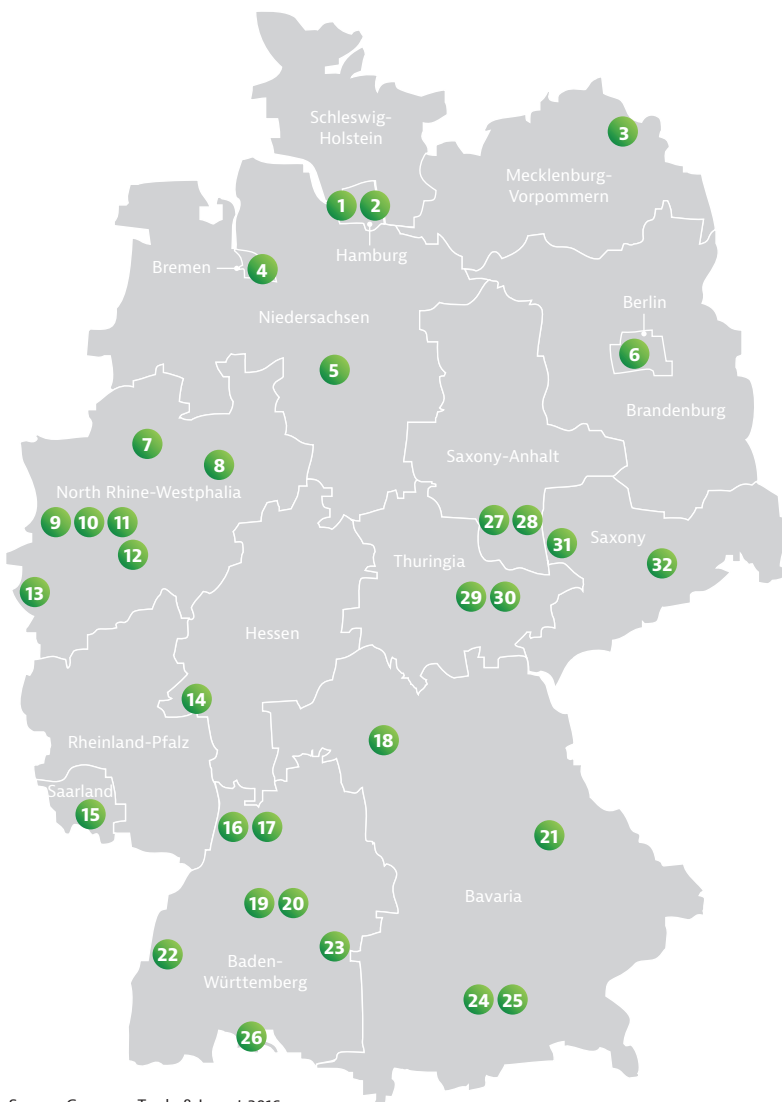 Schleswig-
Holstein
3
Mecklenburg-
Vorpommern
1 2
Hamburg
Bremen 4
Niedersachsen
Berlin
6
5
Brandenburg
7
8
Saxony-Anhalt
North Rhine-Westphalia
9 10 11
27 28
12
31
Saxony
32
Thuringia
13
29 30
Hessen
14
Rheinland-Pfalz
18
Saarland
15
16 17
21
Bavaria
19 20
22
23
Baden-
Württemberg
24 25
26